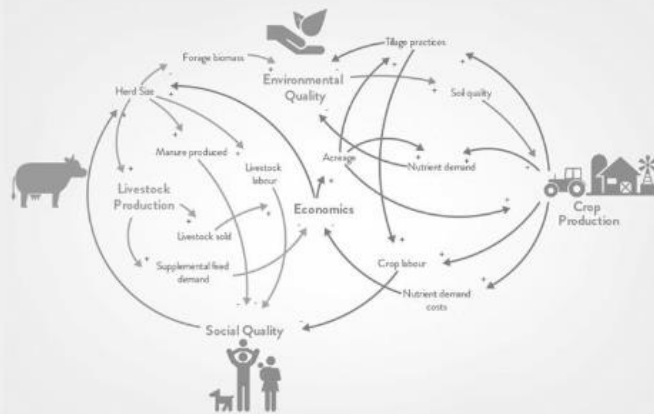 Tillage practices
Forage biomass
Environmental
Quality
Herd Size
Soil quality
Manure produced
Acreage
Livestock
labour
Nutrient demand
Livestock
Production
Economics
Crop
Production
Livestock sold
Supplemental feed
demand
Crop labour
Nutrient demand
costs
Social Quality